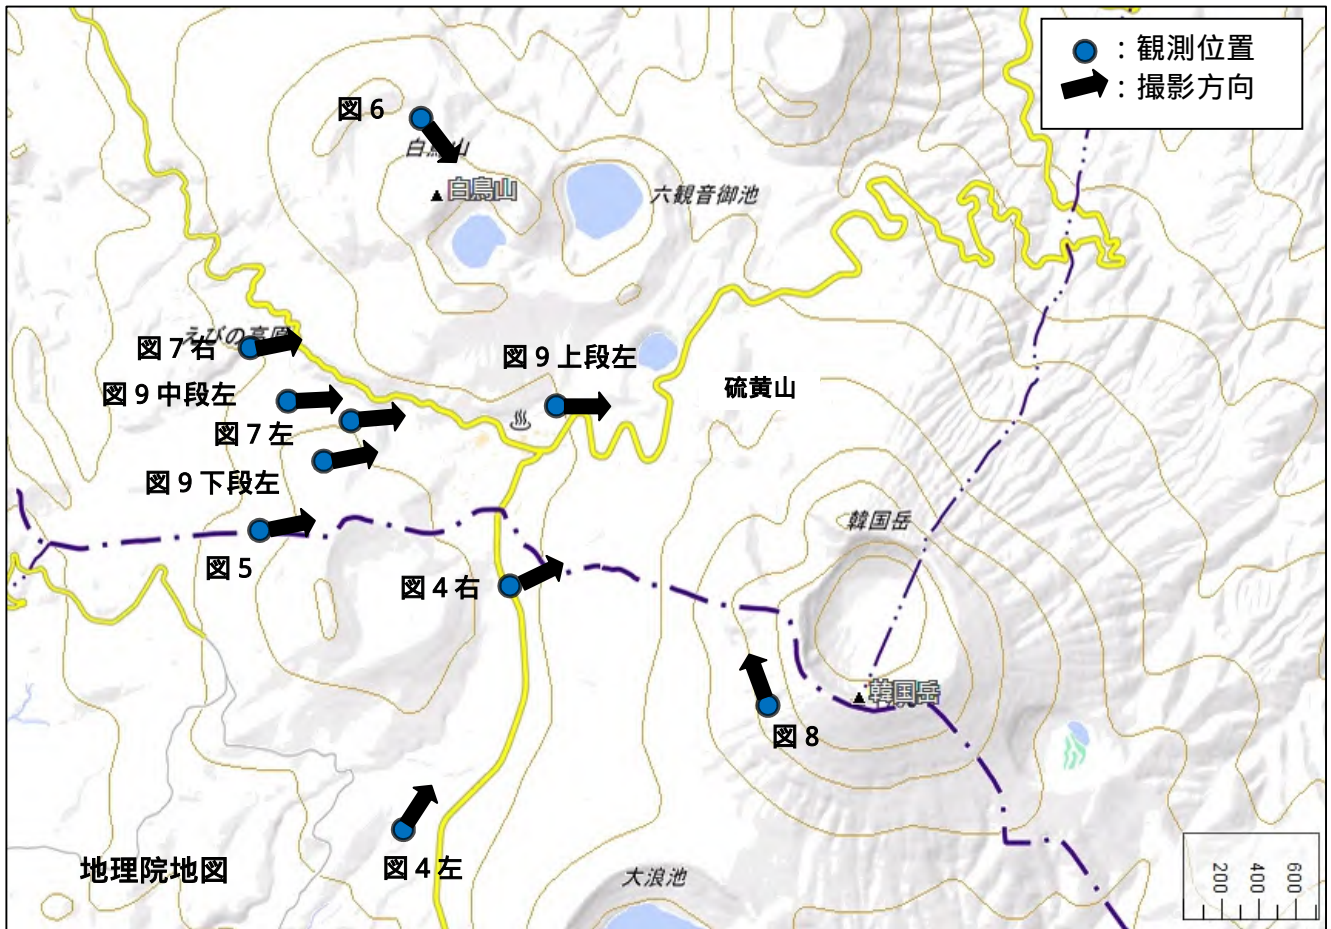 ：観測位置
：撮影方向
図６
白鳥山
白鳥山
六観音御池
えびの高原
図７右
図９上段左
図９中段左
硫黄山
図７左
図９下段左
韓国岳
図５
図４右
韓国岳
図８
図４左
地理院地図
大浪池
200
400
600